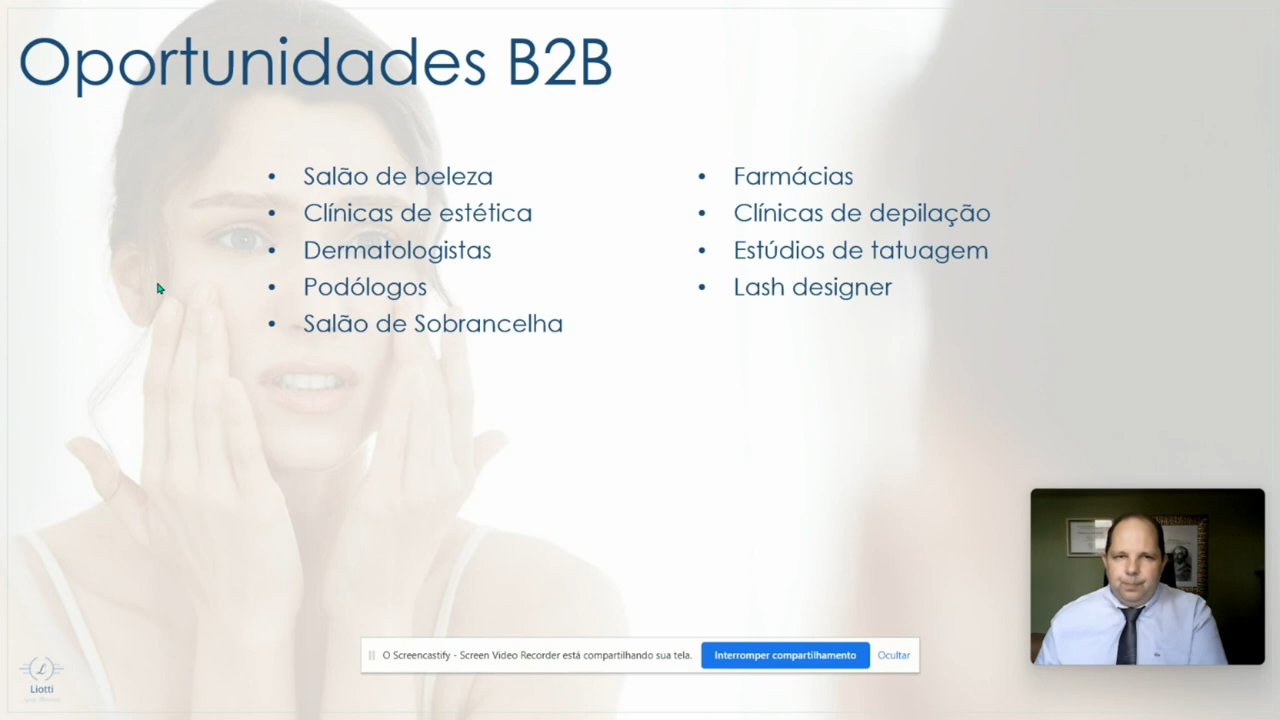 Oportunidades B2B
• Salão de beleza
• Clínicas de estética
• Dermatologistas
• Podólogos
• Salão de Sobrancelha
• Farmácias
• Clínicas de depilação
• Estúdios de tatuagem
• Lash designer
O Screencastify - Screen Video Recorder está compartilhando sua tela.
Interromper compartilhamento
Ocultar
L
Liotti